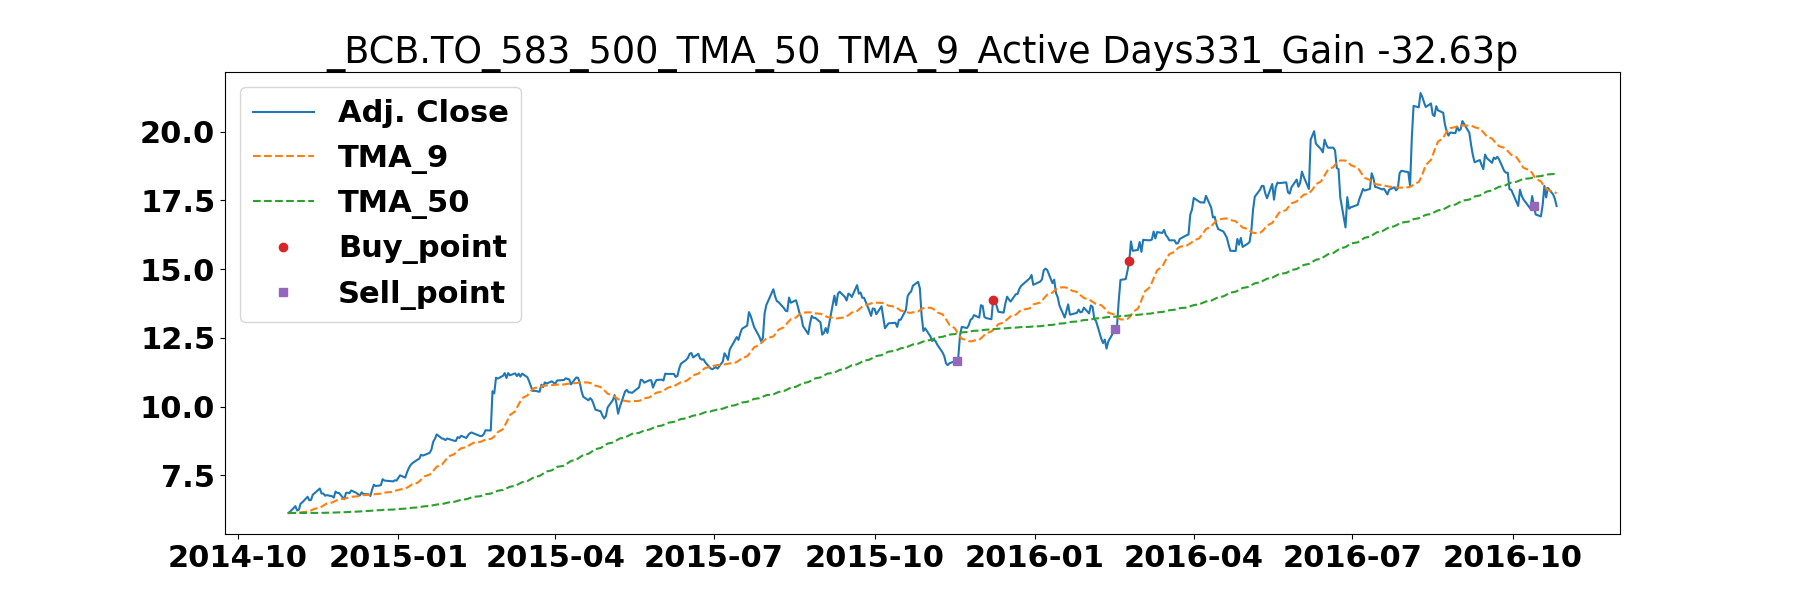 _BCB.TO_583_500_TMA_50_TMA_9_Active Days331_Gain -32.63p
Adj. Close
TMA_9
TMA_50
Buy_point
Sell_point
20.0
17.5
15.0
12.5
10.0
7.5
2014-10 2015-01 2015-04 2015-07 2015-10 2016-01 2016-04 2016-07 2016-10